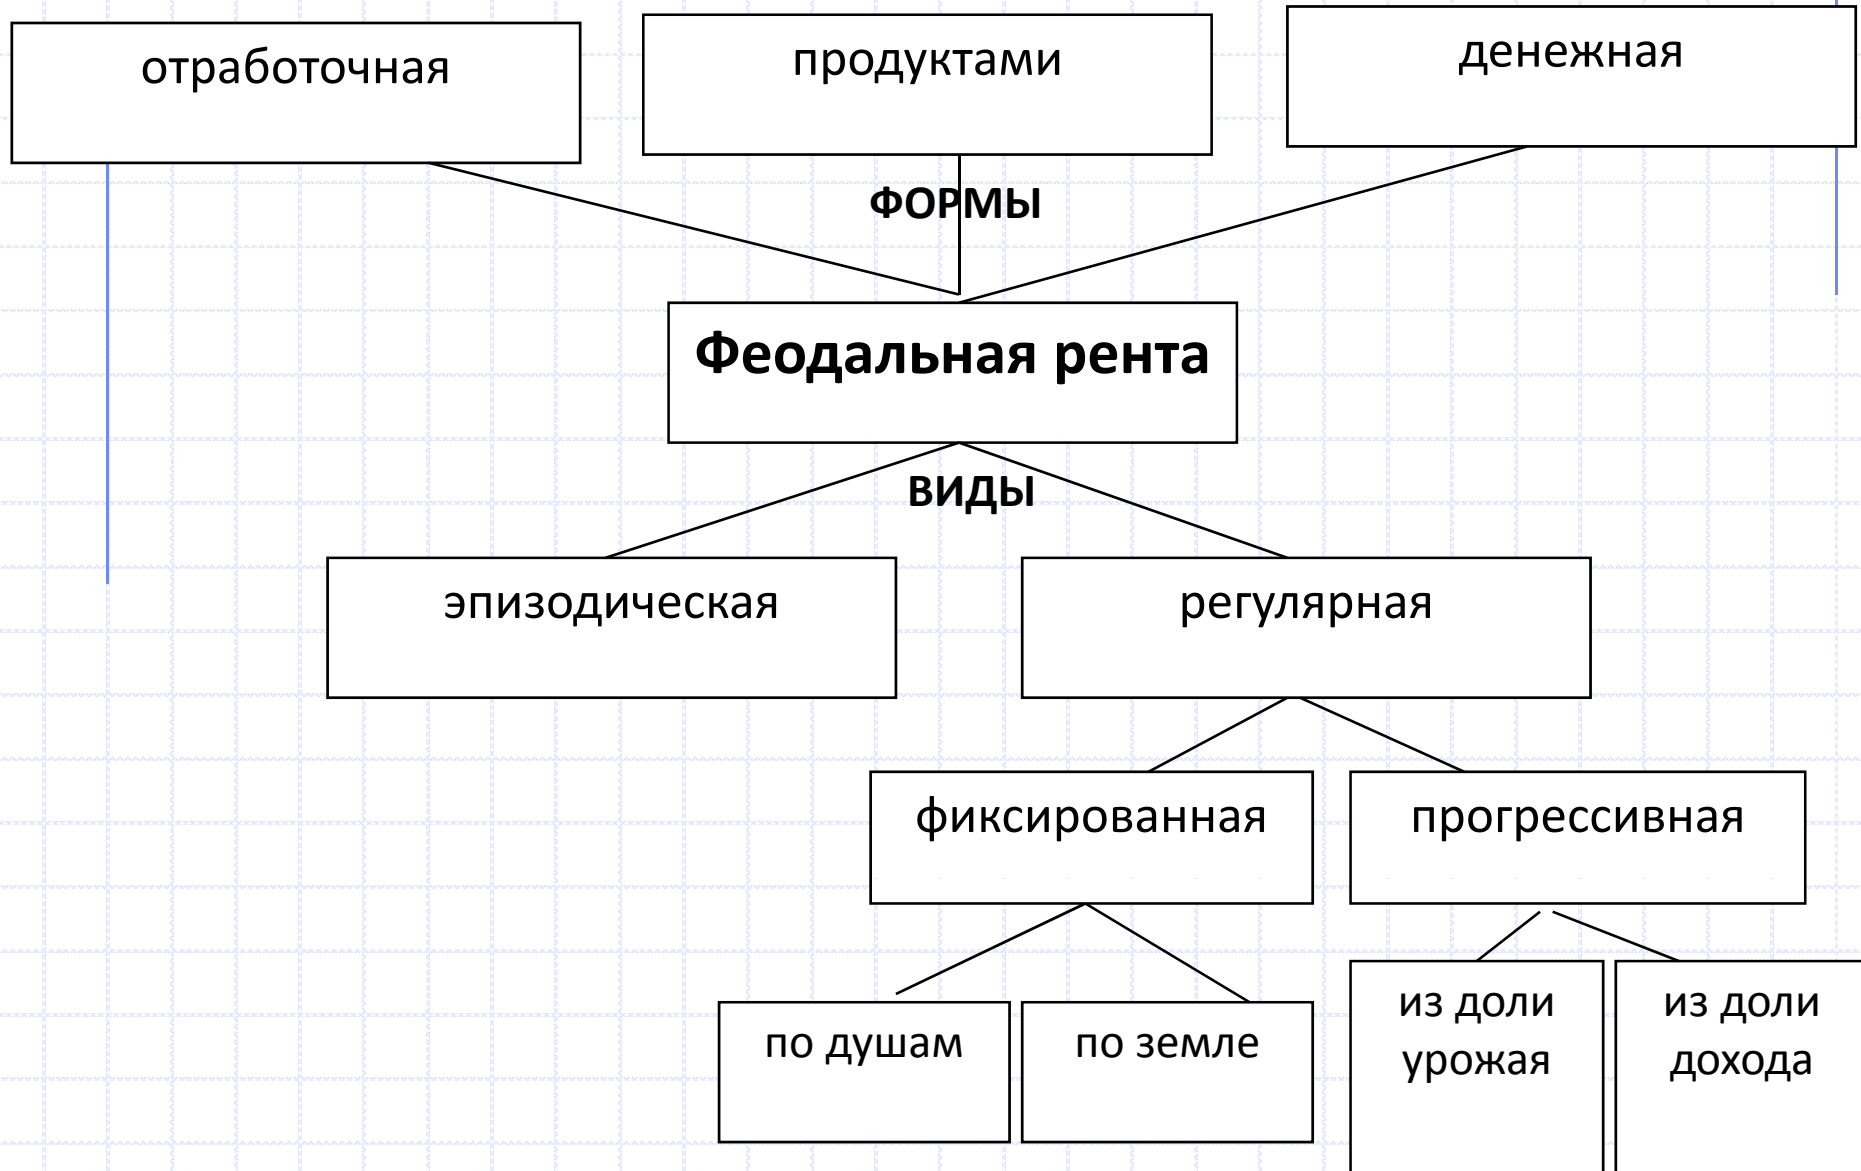 отработочная
продуктами
денежная
ФОРМЫ
Феодальная рента
ВИДЫ
эпизодическая
регулярная
фиксированная
прогрессивная
по душам
по земле
из доли
урожая
из доли
дохода